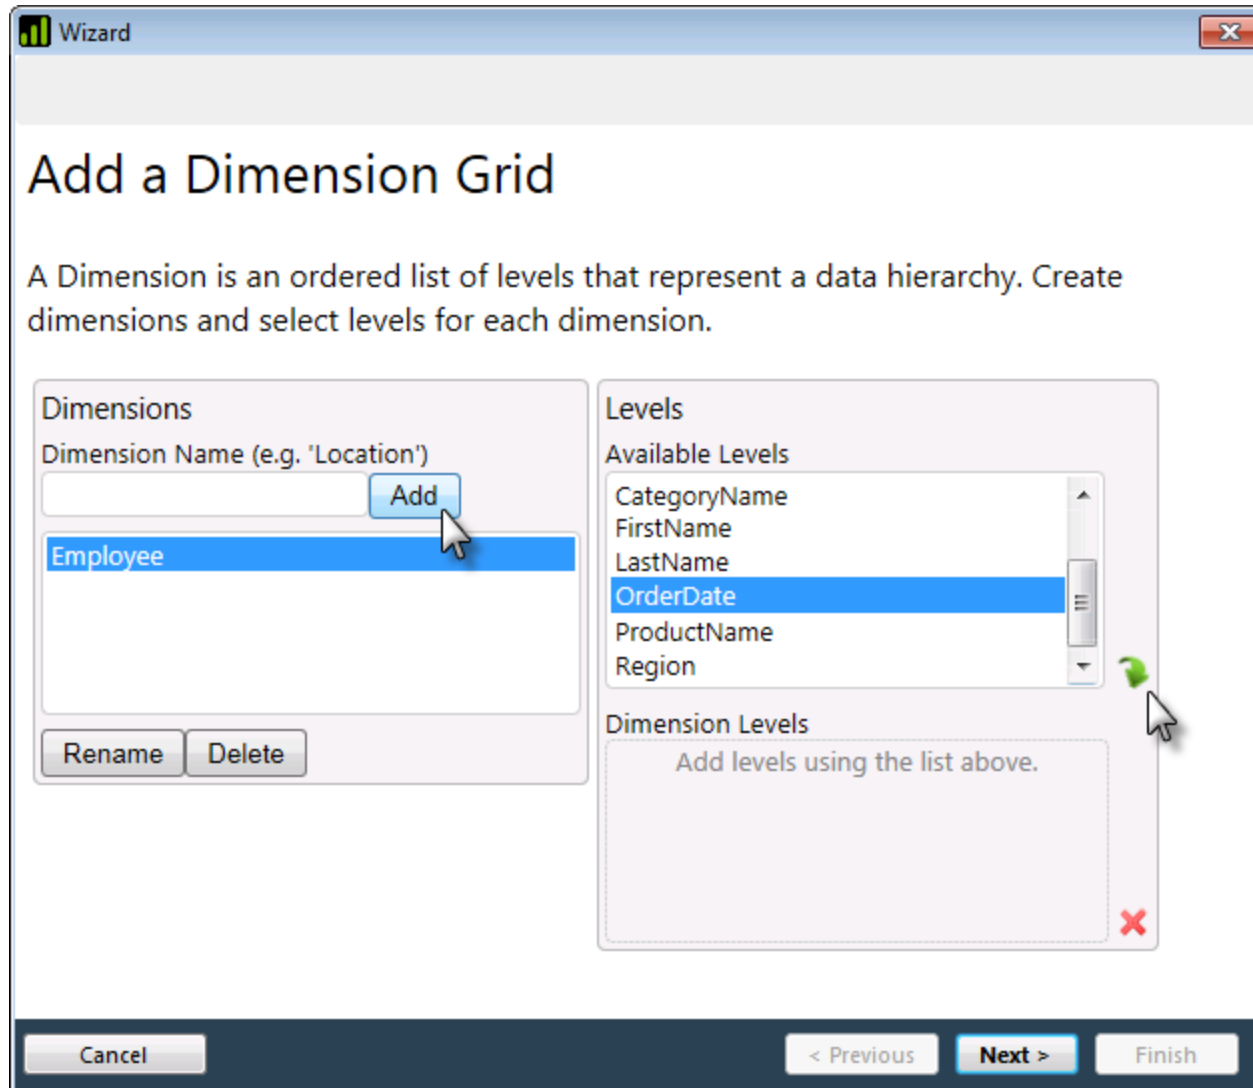 Wizard
Add a Dimension Grid
A Dimension is an ordered list of levels that represent a data hierarchy. Create
dimensions and select levels for each dimension.
Dimensions
Dimension Name (e.g. 'Location')
Add
Employee
Rename
Delete
Levels
Available Levels
CategoryName
FirstName
LastName
OrderDate
ProductName
Region
Dimension Levels
Add levels using the list above.
Cancel
< Previous
Next >
Finish